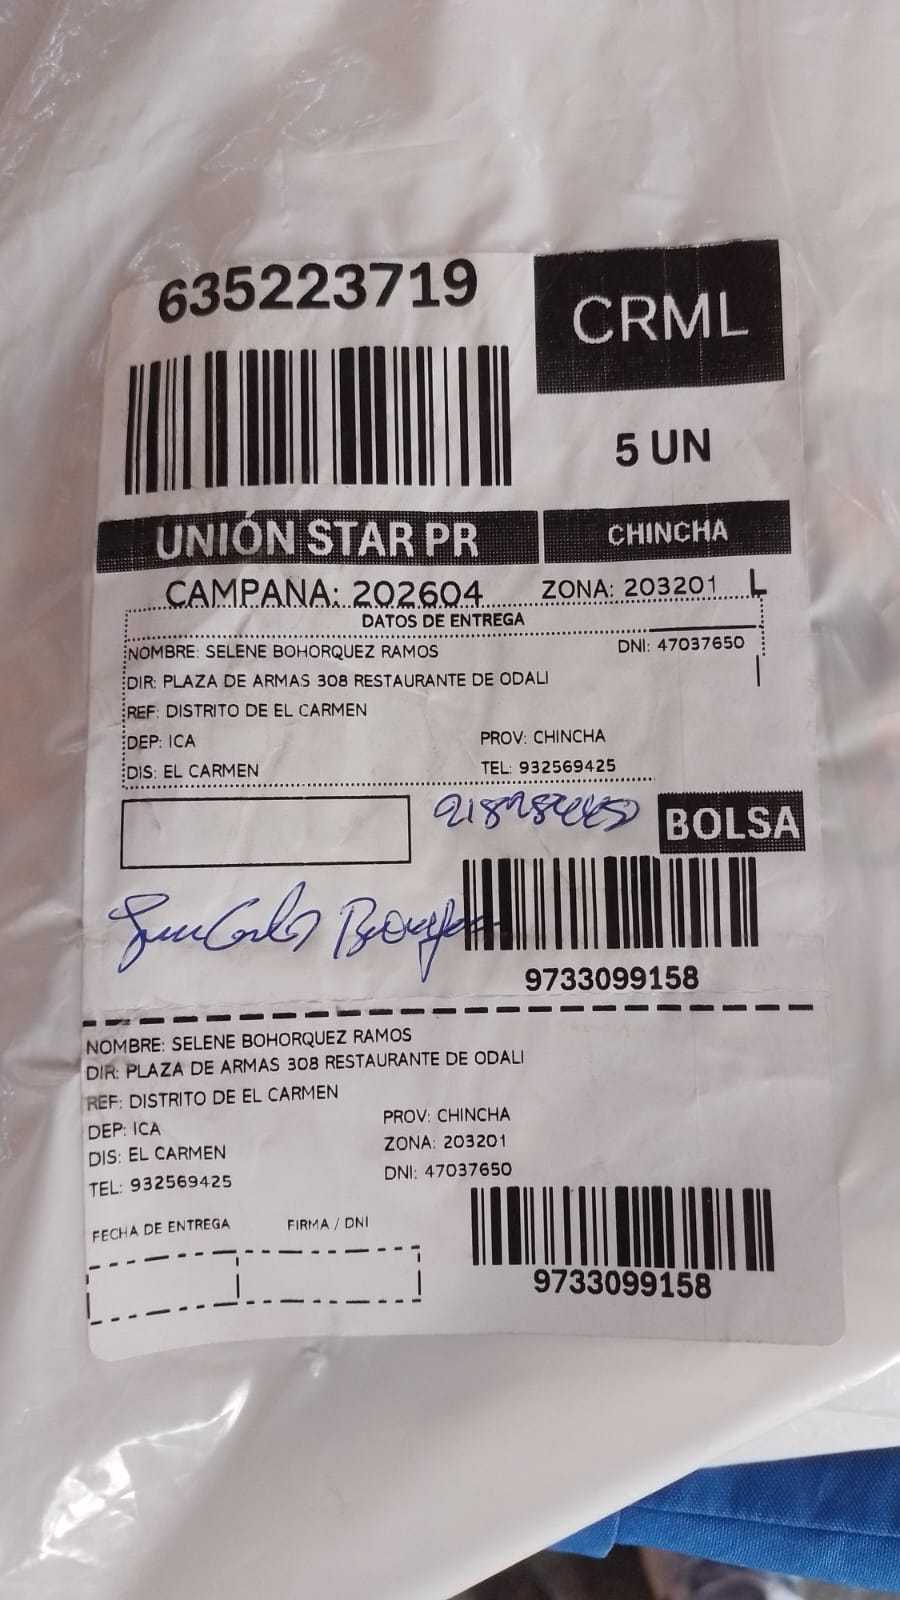 635223719
CRML
5 UN
UNIÓN STAR PR
CHINCHA
CAMPANA: 202604 ZONA: 203201 L
DATOS DE ENTREGA
NOMBRE: SELENE BOHORQUEZ RAMOS DNI: 47037650
DIR: PLAZA DE ARMAS 308 RESTAURANTE DE ODALI
REF: DISTRITO DE EL CARMEN
DEP: ICA PROV: CHINCHA
DIS: EL CARMEN TEL: 932569425
BOLSA
9733099158
NOMBRE: SELENE BOHORQUEZ RAMOS
DIR: PLAZA DE ARMAS 308 RESTAURANTE DE ODALI
REF: DISTRITO DE EL CARMEN
DEP: ICA PROV: CHINCHA
DIS: EL CARMEN ZONA: 203201
TEL: 932569425 DNI: 47037650
FECHA DE ENTREGA FIRMA / DNI
9733099158